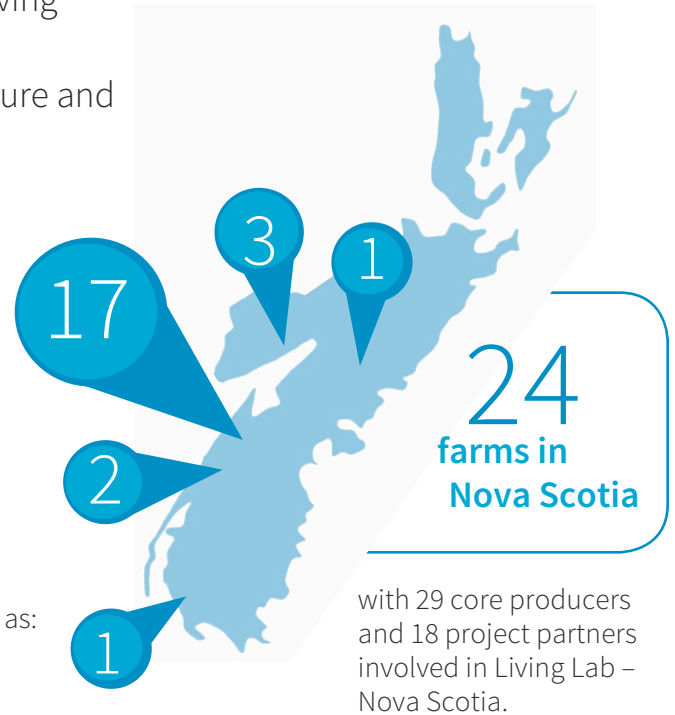 ving
ure and
3
1
17
24
farms in
Nova Scotia
2
as:
1
with 29 core producers
and 18 project partners
involved in Living Lab –
Nova Scotia.